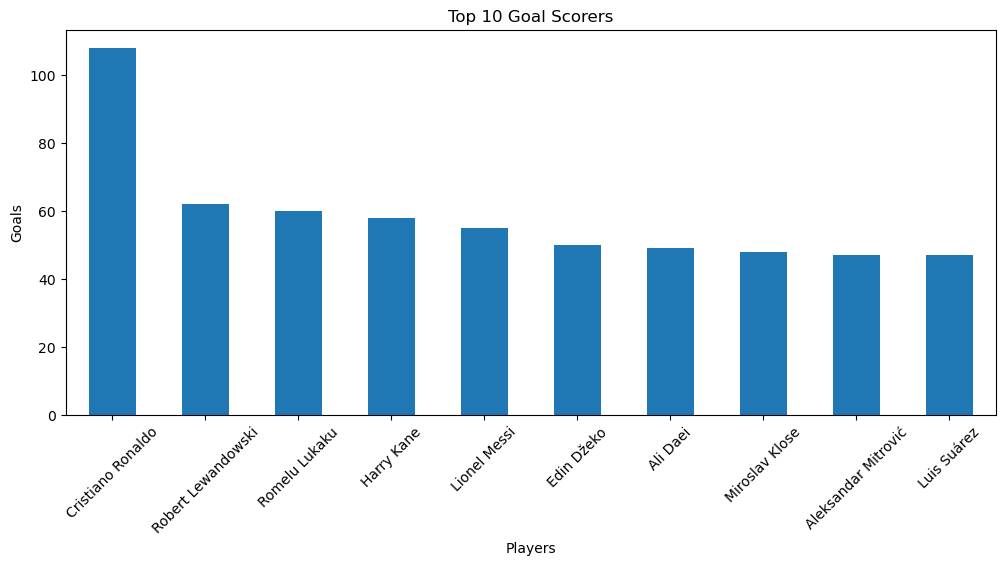 Top 10 Goal Scorers
Goals
100
80
60
40
20
0
Cristiano Ronaldo
Robert Lewandowski
Romelu Lukaku
Harry Kane
Lionel Messi
Edin Džeko
Ali Daei
Miroslav Klose
Aleksandar Mitrović
Luis Suárez
Players